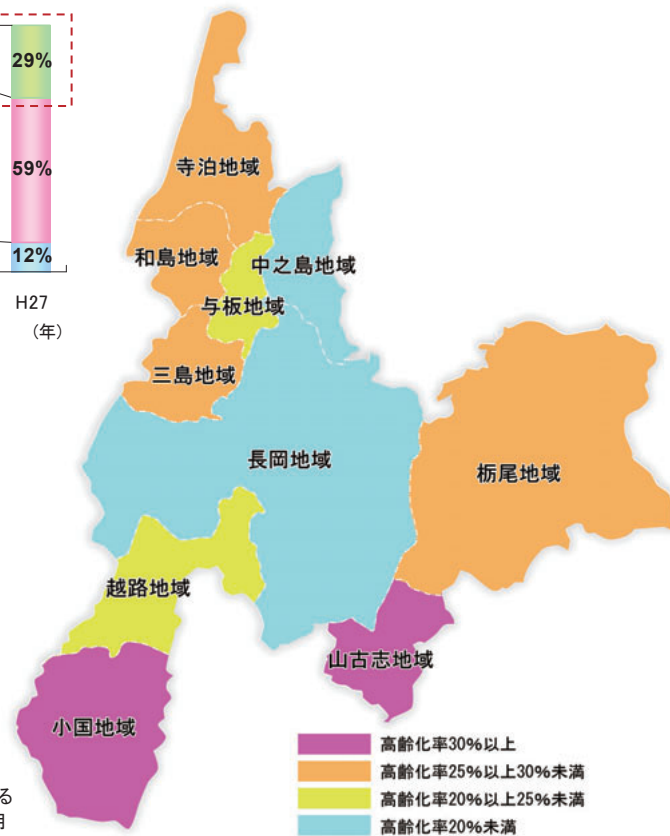 29%
59%
12%
H27
(年)
寺泊地域
和島地域
中之島地域
与板地域
三島地域
長岡地域
栃尾地域
越路地域
山古志地域
小国地域
高齢化率30%以上
高齢化率25%以上30%未満
高齢化率20%以上25%未満
高齢化率20%未満
る